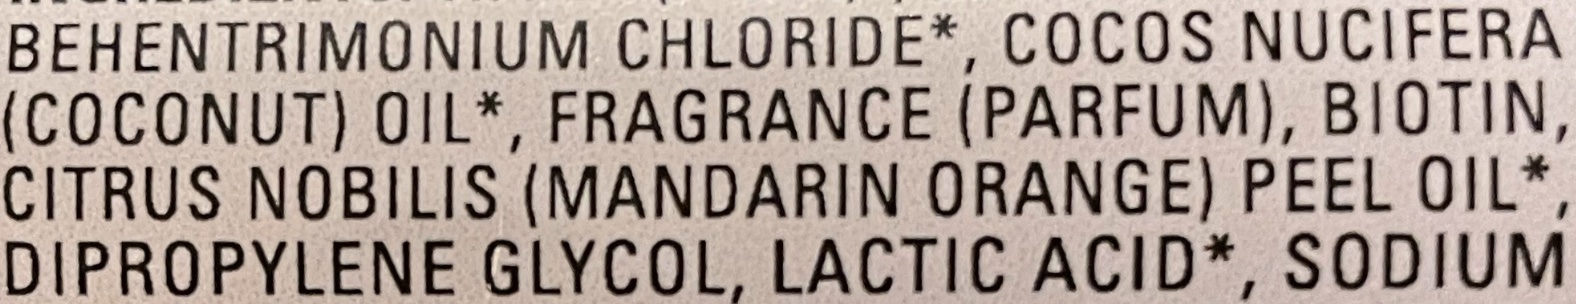 BEHENTRIMONIUM CHLORIDE*, COCOS NUCIFERA
(COCONUT) OIL*, FRAGRANCE (PARFUM), BIOTIN,
CITRUS NOBILIS (MANDARIN ORANGE) PEEL OIL*,
DIPROPYLENE GLYCOL, LACTIC ACID*, SODIUM